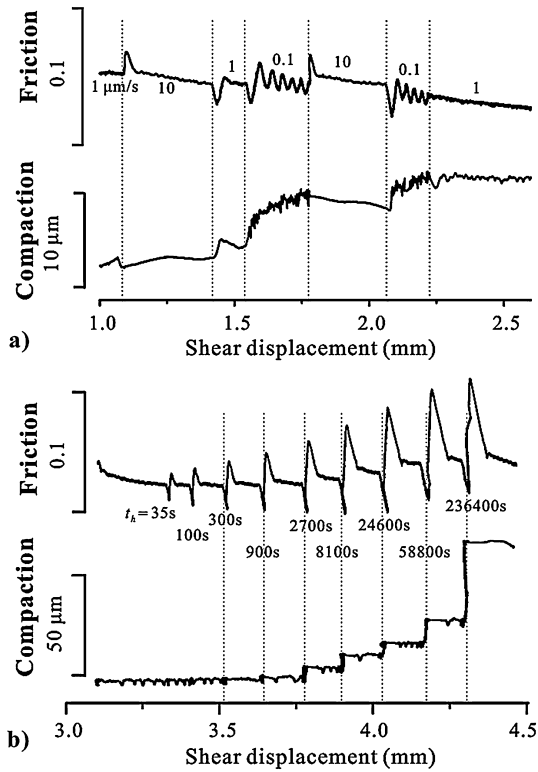 Friction
0.1
1 μm/s
10
1
0.1
10
0.1
1
Compaction
10 μm
1.0
1.5
2.0
2.5
a)
Shear displacement (mm)
Friction
0.1
t_h=35s
100s
300s
900s
2700s
8100s
24600s
58800s
236400s
Compaction
50 μm
3.0
3.5
4.0
4.5
b)
Shear displacement (mm)